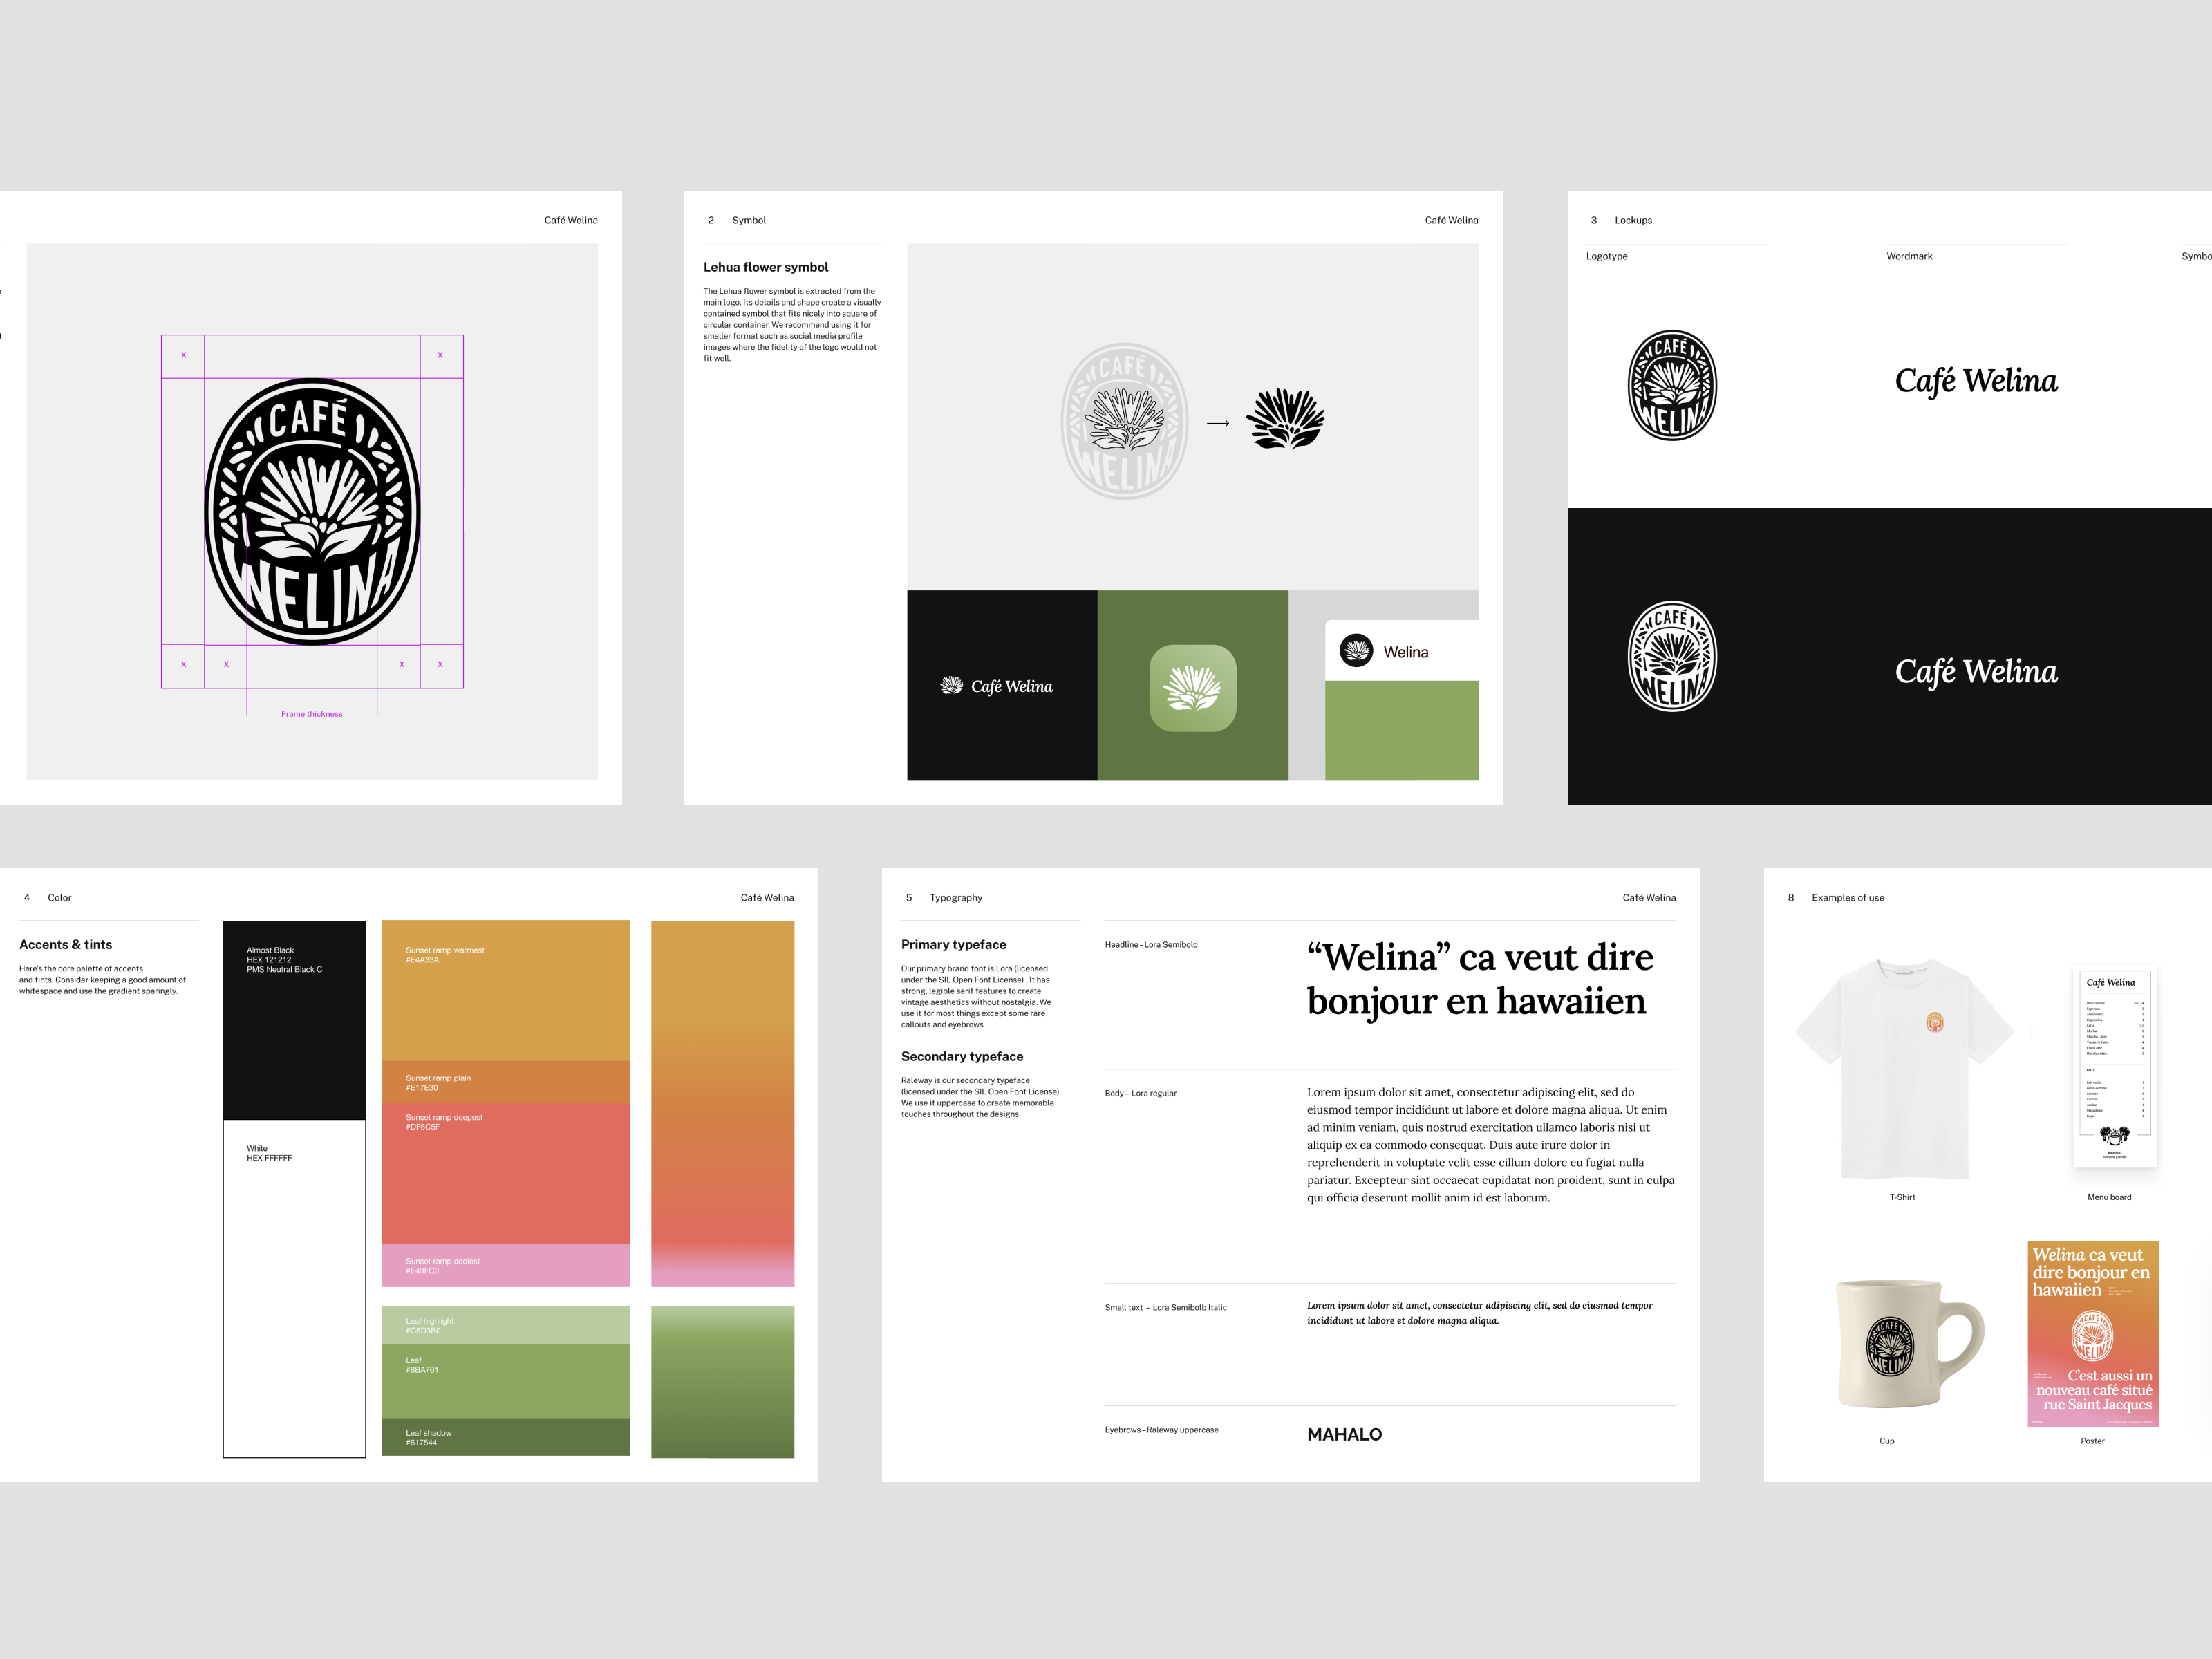 Café Welina
X
X
CAFÉ
WELINA
X
X
X
X
Frame thickness
2 Symbol
Café Welina
Lehua flower symbol
The Lehua flower symbol is extracted from the
main logo. Its details and shape create a visually
contained symbol that fits nicely into square of
circular container. We recommend using it for
smaller format such as social media profile
images where the fidelity of the logo would not
fit well.
CAFÉ
WELINA
Café Welina
Welina
3 Lockups
Logotype
Wordmark
Symbo
CAFÉ
WELINA
Café Welina
CAFÉ
WELINA
Café Welina
4 Color
Café Welina
Accents & tints
Here's the core palette of accents
and tints. Consider keeping a good amount of
whitespace and use the gradient sparingly.
Almost Black
HEX 121212
PMS Neutral Black C
White
HEX FFFFFF
Sunset ramp warmest
#E4A33A
Sunset ramp plain
#E17E30
Sunset ramp deepest
#DF6C5F
Sunset ramp coolest
#E49FC0
Leaf highlight
#C5D3B0
Leaf
#8BA761
Leaf shadow
#617544
5 Typography
Café Welina
Primary typeface
Our primary brand font is Lora (licensed
under the SIL Open Font License) . It has
strong, legible serif features to create
vintage aesthetics without nostalgia. We
use it for most things except some rare
callouts and eyebrows
Secondary typeface
Raleway is our secondary typeface
(licensed under the SIL Open Font License).
We use it uppercase to create memorable
touches throughout the designs.
Headline – Lora Semibold
“Welina” ca veut dire
bonjour en hawaiien
Body – Lora regular
Lorem ipsum dolor sit amet, consectetur adipiscing elit, sed do
eiusmod tempor incididunt ut labore et dolore magna aliqua. Ut enim
ad minim veniam, quis nostrud exercitation ullamco laboris nisi ut
aliquip ex ea commodo consequat. Duis aute irure dolor in
reprehenderit in voluptate velit esse cillum dolore eu fugiat nulla
pariatur. Excepteur sint occaecat cupidatat non proident, sunt in culpa
qui officia deserunt mollit anim id est laborum.
Small text – Lora Semibolb Italic
Lorem ipsum dolor sit amet, consectetur adipiscing elit, sed do eiusmod tempor
incididunt ut labore et dolore magna aliqua.
Eyebrows – Raleway uppercase
MAHALO
8 Examples of use
T-Shirt
Café Welina
Espresso
Americano
Cappuccino
Latte
Mocha
Matcha Latte
Turmeric Latte
Chai Latte
Hot chocolate
MAHALO
Menu board
CAFÉ
WELINA
Cup
Welina ca veut
dire bonjour en
hawaiien
CAFÉ
WELINA
C'est aussi un
nouveau café situé
rue Saint Jacques
Poster